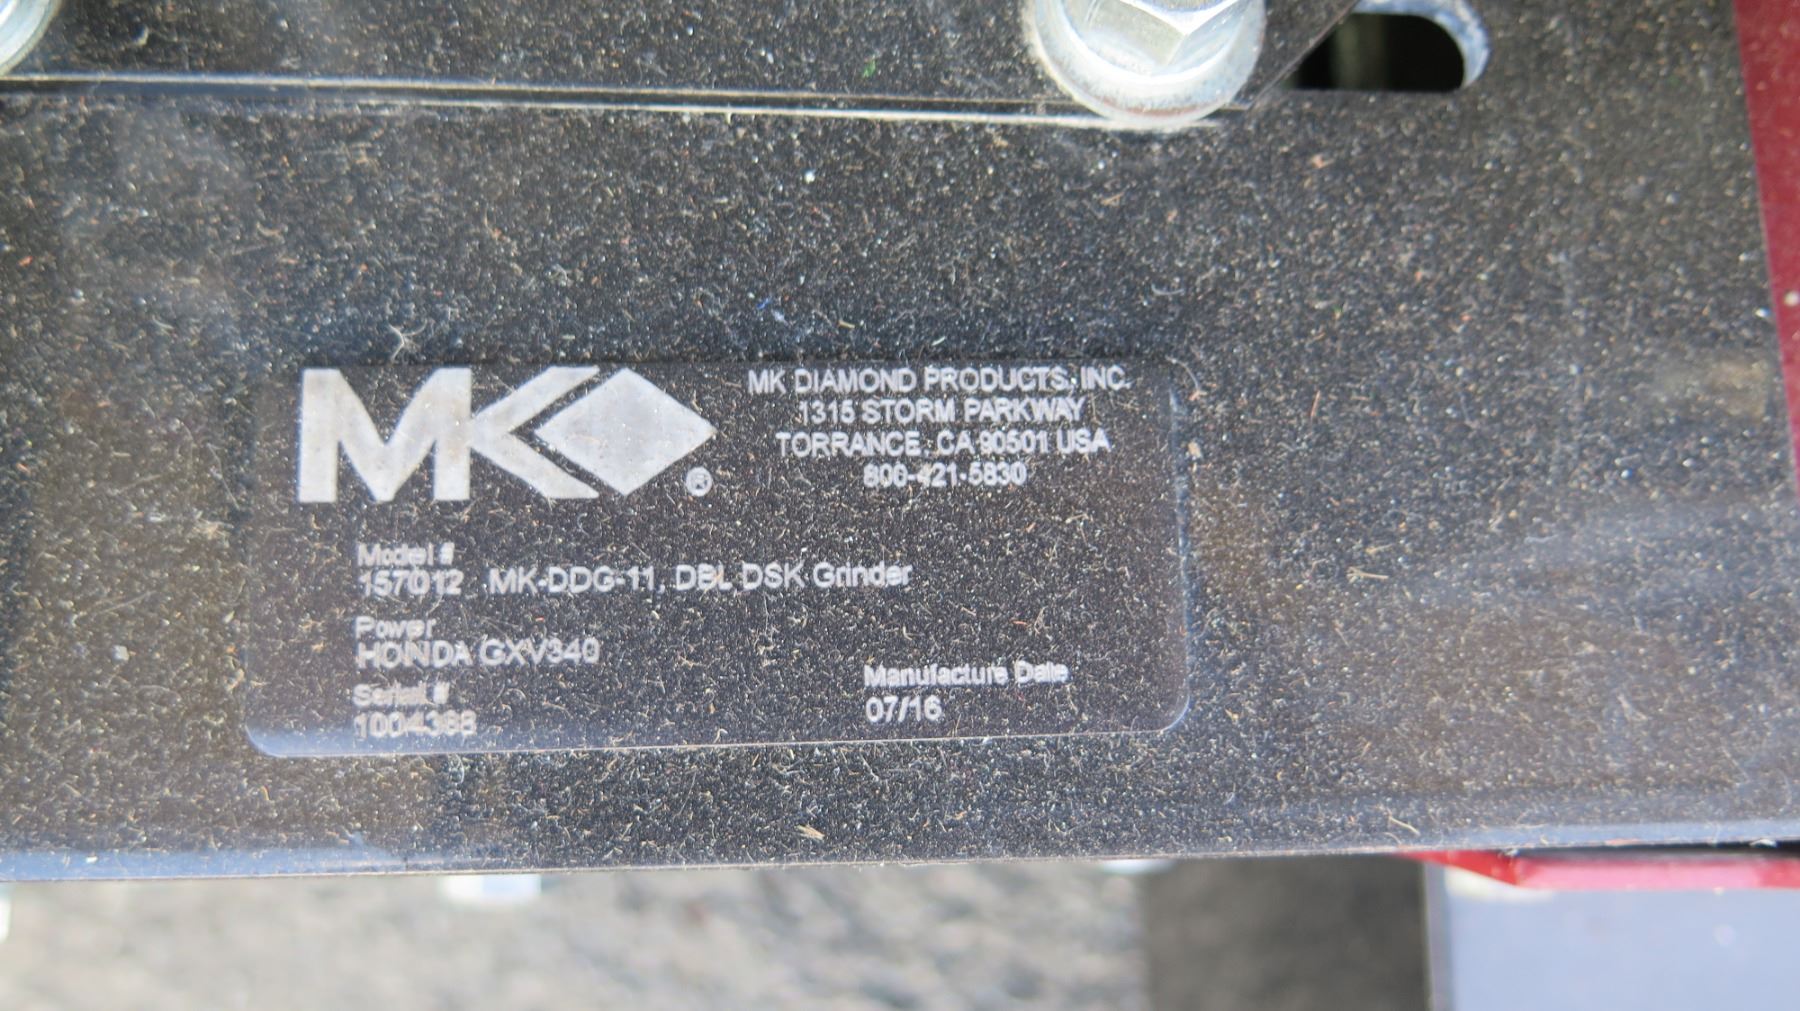 MK ®
MK DIAMOND PRODUCTS, INC.
1315 STORM PARKWAY
TORRANCE, CA 90501 USA
800-421-5830
Model #
157012 MK-DDG-11, DBL DSK Grinder
Power
HONDA GXV340
Serial #
1004388
Manufacture Date
07/16